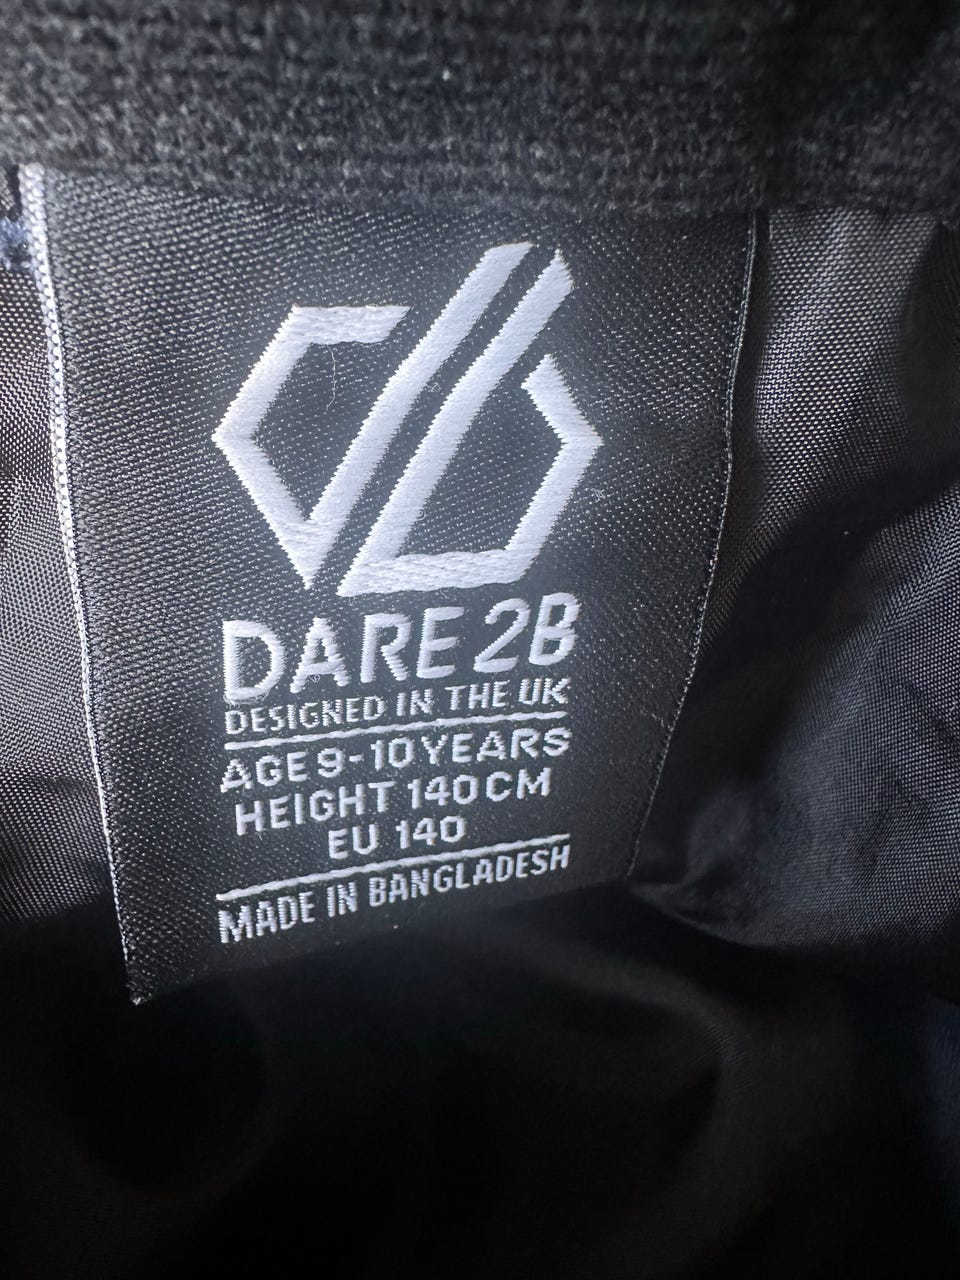 DARE 2B
DESIGNED IN THE UK
AGE 9-10 YEARS
HEIGHT 140CM
EU 140
MADE IN BANGLADESH